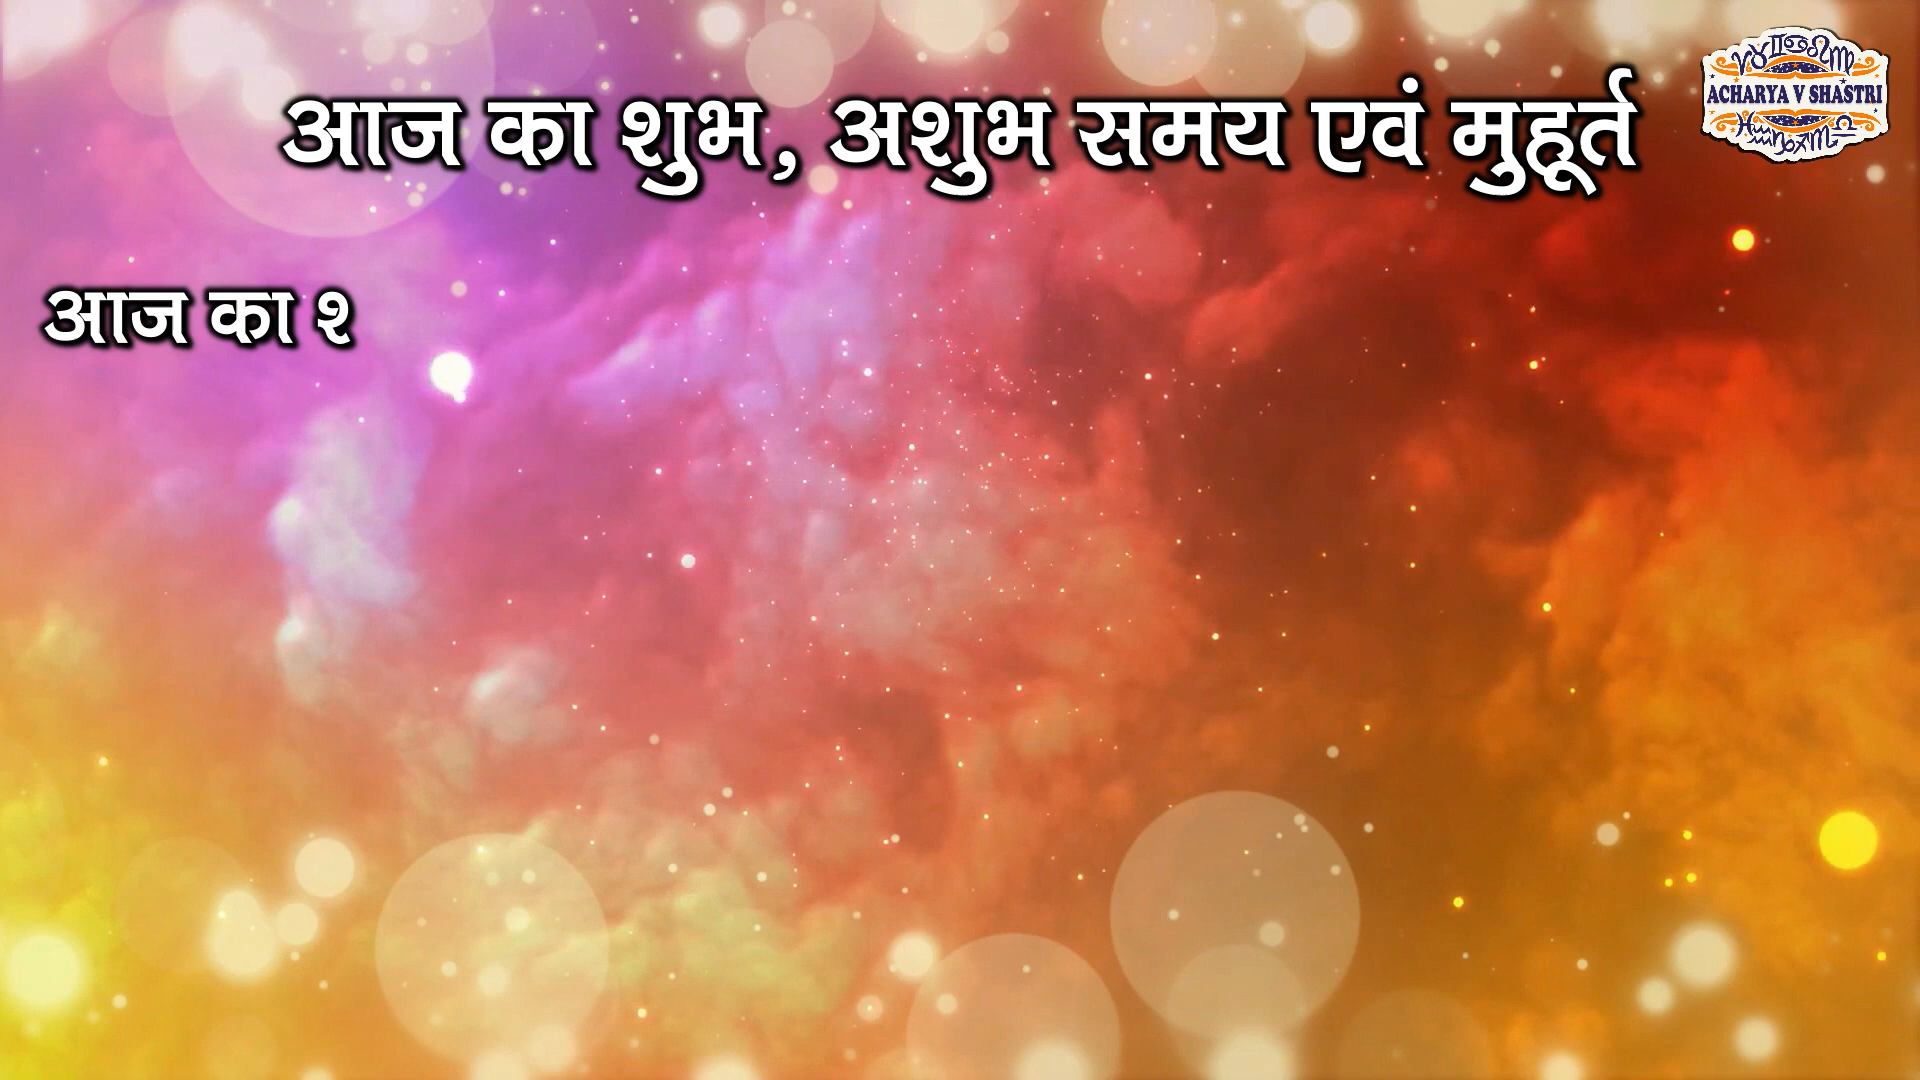 आज का शुभ, अशुभ समय एवं मुहूर्त
ACHARYA V SHASTRI
आज का